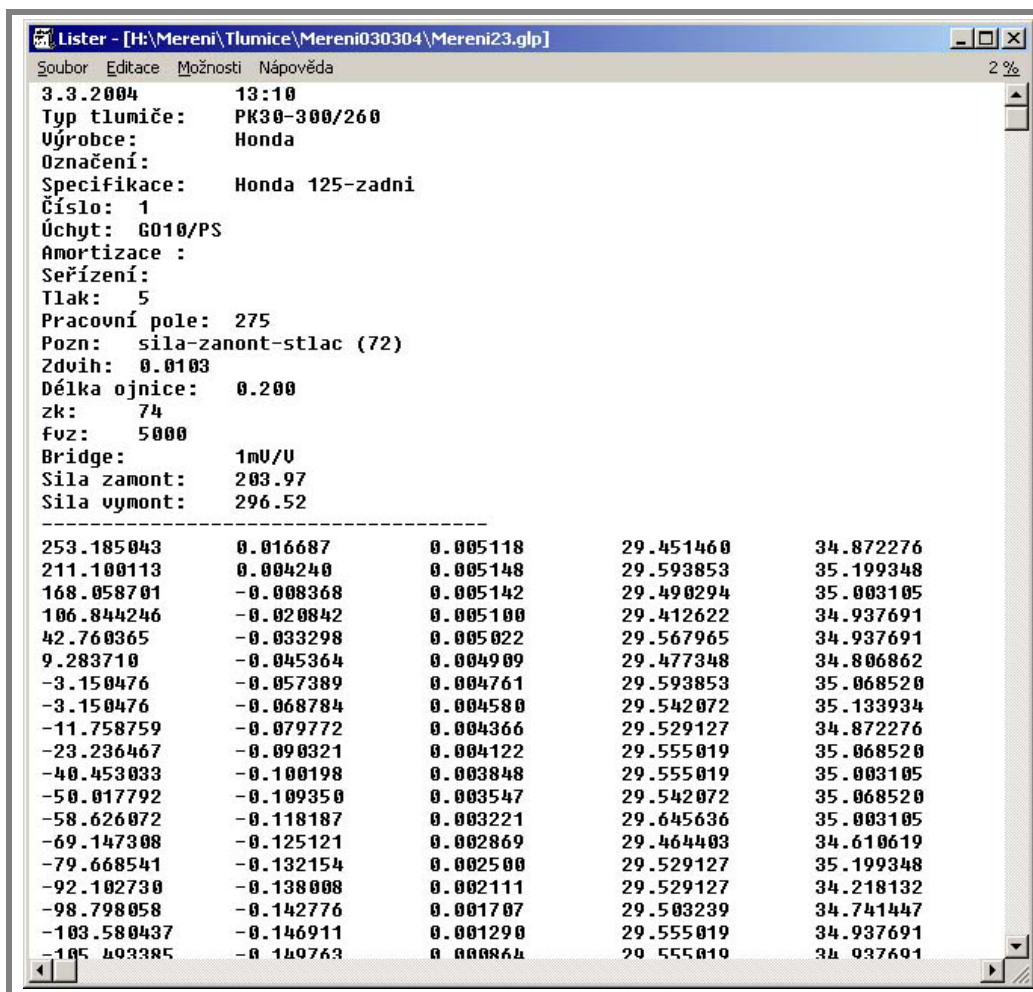 Lister - [H:\Mereni\Tlumice\Mereni030304\Mereni23.glp]
Soubor Editace Možnosti Nápověda 2 %
3.3.2004 13:10
Typ tlumiče: PK30-300/260
Výrobce: Honda
Označení:
Specifikace: Honda 125-zadni
Číslo: 1
Úchyt: GO10/PS
Amortizace :
Seřízení:
Tlak: 5
Pracovní pole: 275
Pozn: sila-zanont-stlac (72)
Zdvih: 0.0103
Délka ojnice: 0.200
zk: 74
fvz: 5000
Bridge: 1mV/V
Sila zamont: 203.97
Sila vymont: 296.52
-------------------------------------
253.185043 0.016687 0.005118 29.451460 34.872276
211.100113 0.004240 0.005148 29.593853 35.199348
168.058701 -0.008368 0.005142 29.490294 35.003105
106.844246 -0.020842 0.005100 29.412622 34.937691
42.760365 -0.033298 0.005022 29.567965 34.937691
9.283710 -0.045364 0.004909 29.477348 34.806862
-3.150476 -0.057389 0.004761 29.593853 35.068520
-3.150476 -0.068784 0.004580 29.542072 35.133934
-11.758759 -0.079772 0.004366 29.529127 34.872276
-23.236467 -0.090321 0.004122 29.555019 35.068520
-40.453033 -0.100198 0.003848 29.555019 35.003105
-50.017792 -0.109350 0.003547 29.542072 35.068520
-58.626072 -0.118187 0.003221 29.645636 35.003105
-69.147308 -0.125121 0.002869 29.464403 34.610619
-79.668541 -0.132154 0.002500 29.529127 35.199348
-92.102730 -0.138008 0.002111 29.529127 34.218132
-98.798058 -0.142776 0.001707 29.503239 34.741447
-103.580437 -0.146911 0.001290 29.555019 34.937691
-105.493385 -0.149763 0.000864 29.555019 34.937691